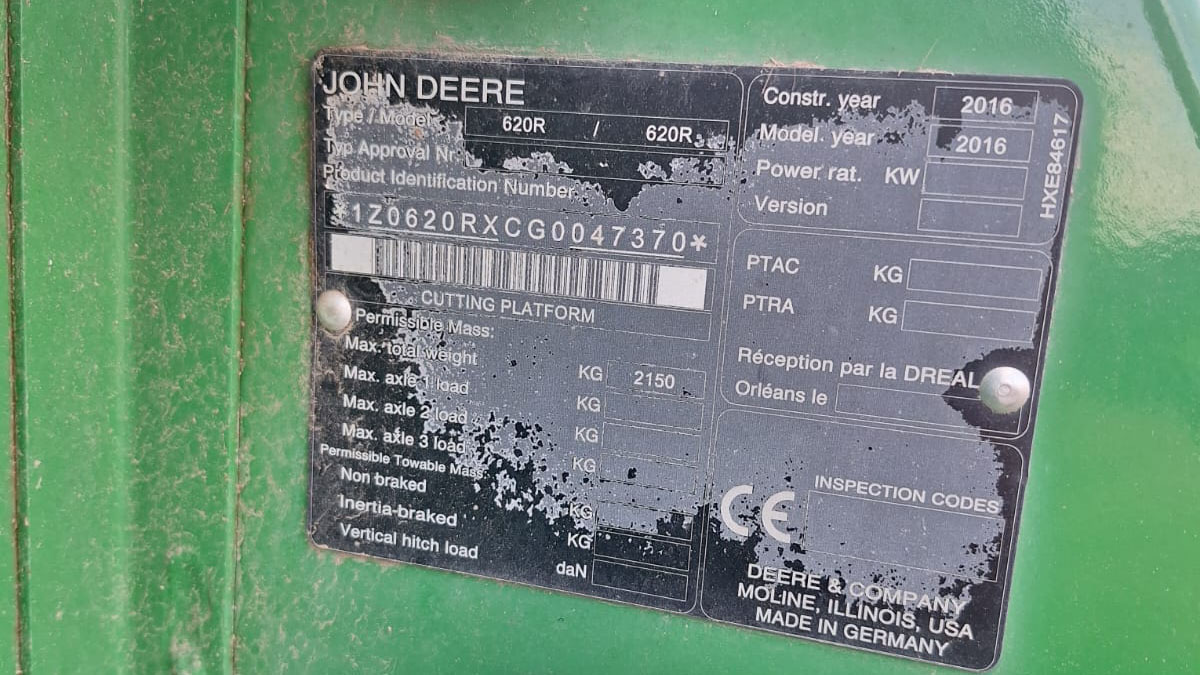 JOHN DEERE
Type / Model 620R / 620R
Typ Approval Nr.
Product Identification Number
*1Z0620RXCG0047370*
CUTTING PLATFORM
Permissible Mass:
Max. total weight KG 2150
Max. axle 1 load KG
Max. axle 2 load KG
Max. axle 3 load KG
Permissible Towable Mass:
Non braked KG
Inertia-braked KG
Vertical hitch load daN
Constr. year 2016
Model. year 2016
Power rat. KW
Version
HXE84617
PTAC KG
PTRA KG
Réception par la DREAL
Orléans le
CE
INSPECTION CODES
DEERE & COMPANY
MOLINE, ILLINOIS, USA
MADE IN GERMANY